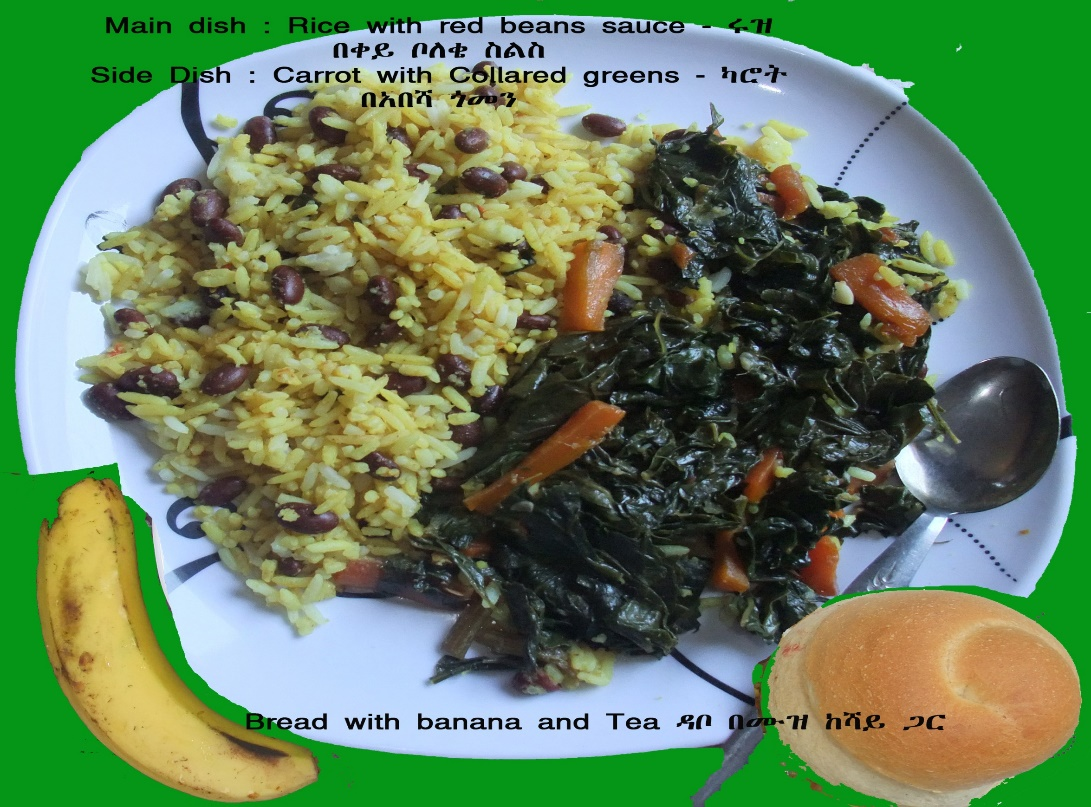 Main dish : Rice with red beans sauce - ሩዝ
በቀይ ቦለቄ ስልስ
Side Dish : Carrot with Collared greens - ካሮት
በአበሻ ጎመን
Bread with banana and Tea ዳቦ በሙዝ ከሻይ ጋር